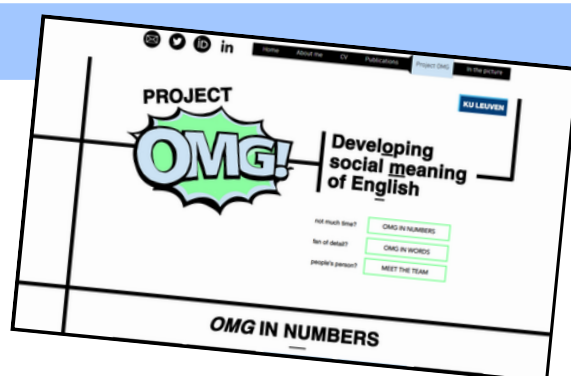 iD in
Home About me CV Publications Project OMG In the picture
KU LEUVEN
PROJECT
OMG!
Developing
social meaning
of English
not much time? OMG IN NUMBERS
fan of detail? OMG IN WORDS
people's person? MEET THE TEAM
OMG IN NUMBERS